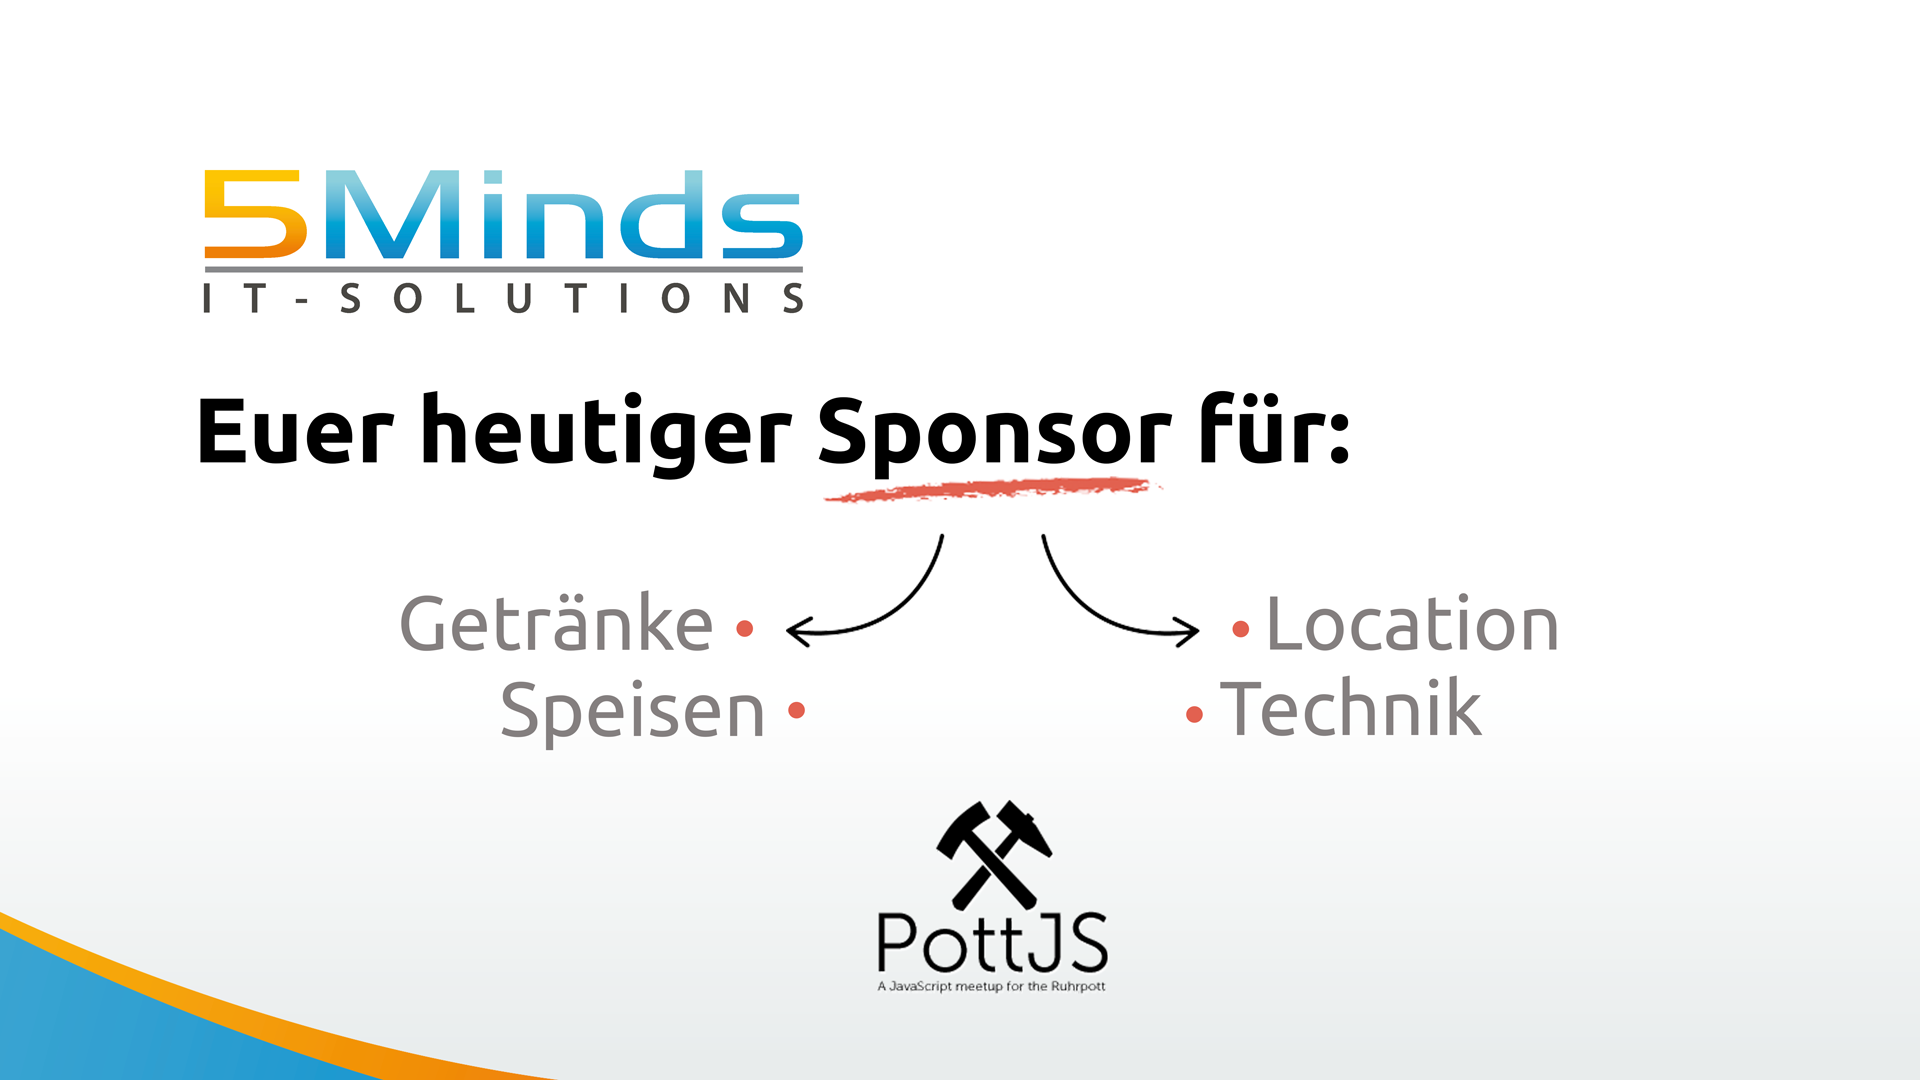 5Minds
IT-SOLUTIONS
Euer heutiger Sponsor für:
Getränke •
Speisen •
• Location
• Technik
PottJS
A JavaScript meetup for the Ruhrpott